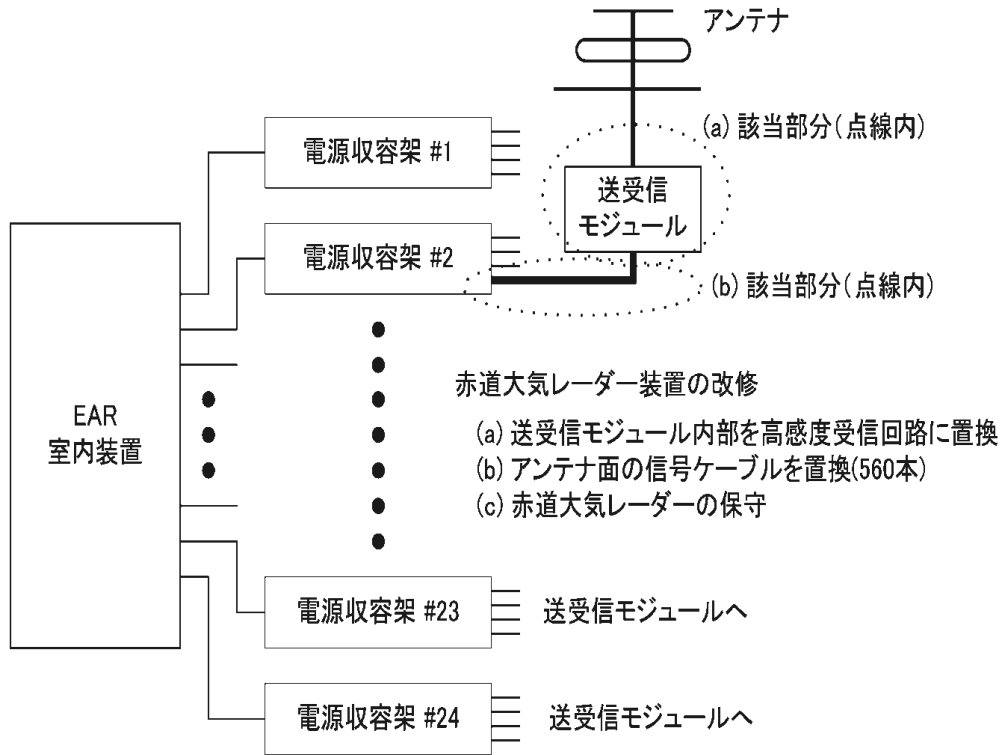 アンテナ
(a) 該当部分(点線内)
電源収容架 #1
送受信
モジュール
電源収容架 #2
(b) 該当部分(点線内)
EAR
室内装置
赤道大気レーダー装置の改修
(a) 送受信モジュール内部を高感度受信回路に置換
(b) アンテナ面の信号ケーブルを置換(560本)
(c) 赤道大気レーダーの保守
電源収容架 #23
送受信モジュールへ
電源収容架 #24
送受信モジュールへ